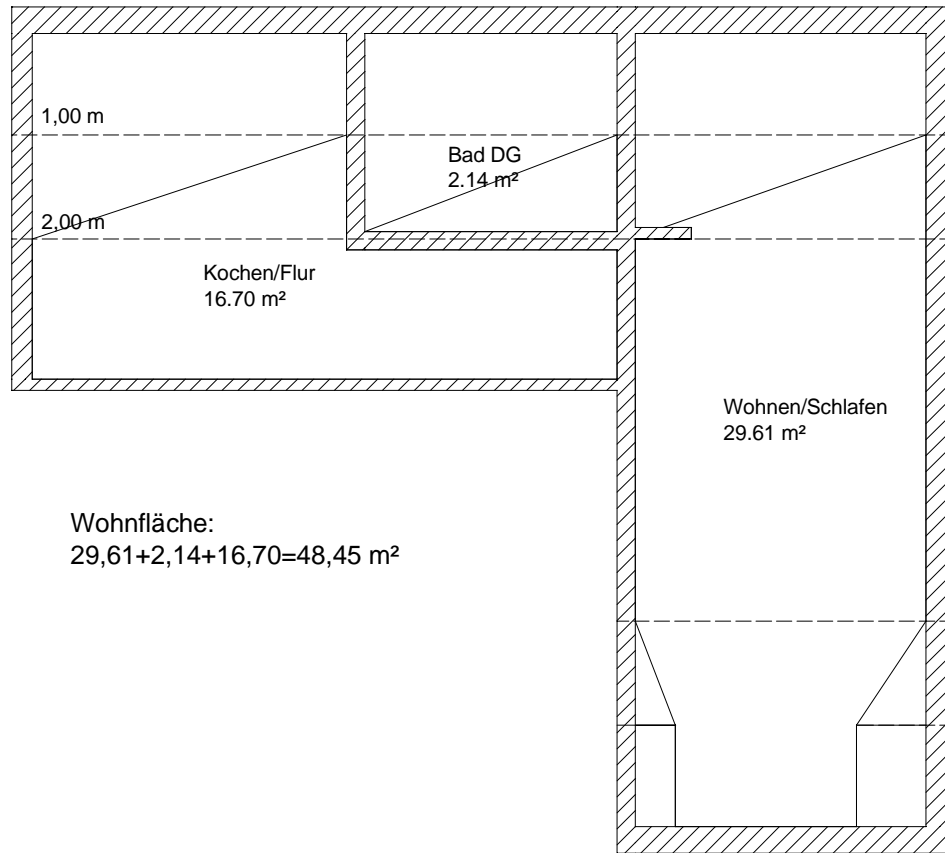 1,00 m
Bad DG
2.14 m²
2,00 m
Kochen/Flur
16.70 m²
Wohnen/Schlafen
29.61 m²
Wohnfläche:
29,61+2,14+16,70=48,45 m²